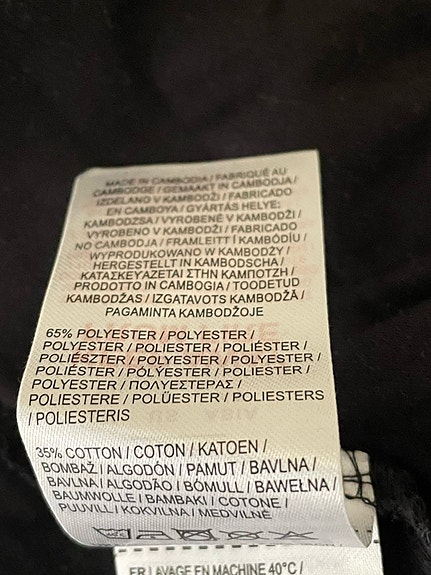 MADE IN CAMBODIA / FABRIQUÉ AU
CAMBODGE / GEMAAKT IN CAMBODJA /
IZDELANO V KAMBODŽI / FABRICADO
EN CAMBOYA / GYÁRTÁS HELYE:
KAMBODZSA / VYROBENÉ V KAMBODŽI /
VYROBENO V KAMBODŽI / FABRICADO
NO CAMBODJA / FRAMLEITT Í KAMBÓDÍU /
WYPRODUKOWANO W KAMBODŻY /
HERGESTELLT IN KAMBODSCHA /
ΚΑΤΑΣΚΕΥΑΖΕΤΑΙ ΣΤΗΝ ΚΑΜΠΟΤΖΗ /
PRODOTTO IN CAMBOGIA / TOODETUD
KAMBODŽAS / IZGATAVOTS KAMBODŽĀ /
PAGAMINTA KAMBODŽOJE
65% POLYESTER / POLYESTER /
POLYESTER / POLIESTER / POLIÉSTER /
POLIÉSZTER / POLYESTER / POLYESTER /
POLIÉSTER / PÓLÝESTER / POLIESTER /
POLYESTER / ΠΟΛΥΕΣΤΕΡΑΣ /
POLIESTERE / POLÜESTER / POLIESTERS
/ POLIESTERIS
35% COTTON / COTON / KATOEN /
BOMBAŽ / ALGODÓN / PAMUT / BAVLNA /
BAVLNA / ALGODÃO / BÓMULL / BAWEŁNA /
BAUMWOLLE / BAMBAKI / COTONE /
PUUVILL / KOKVILNA / MEDVILNĖ
FR LAVAGE EN MACHINE 40°C /